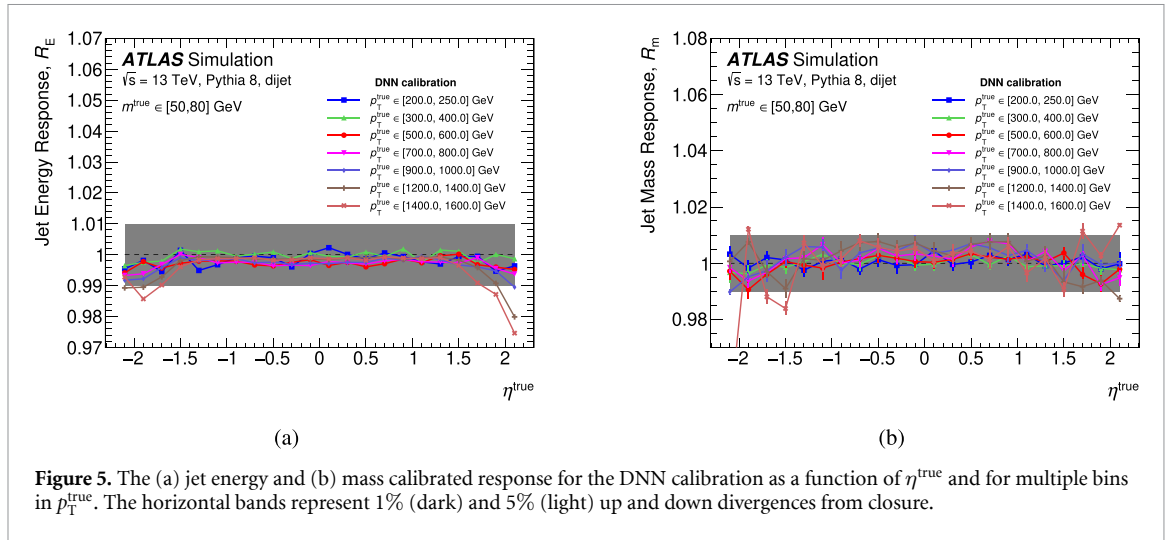 Jet Energy Response, R_E
1.07
1.06
1.05
1.04
1.03
1.02
1.01
1
0.99
0.98
0.97
ATLAS Simulation
√s = 13 TeV, Pythia 8, dijet
m^true ∈ [50,80] GeV
DNN calibration
p_T^true ∈ [200.0, 250.0] GeV
p_T^true ∈ [300.0, 400.0] GeV
p_T^true ∈ [500.0, 600.0] GeV
p_T^true ∈ [700.0, 800.0] GeV
p_T^true ∈ [900.0, 1000.0] GeV
p_T^true ∈ [1200.0, 1400.0] GeV
p_T^true ∈ [1400.0, 1600.0] GeV
−2 −1.5 −1 −0.5 0 0.5 1 1.5 2
η^true
(a)
Jet Mass Response, R_m
1.08
1.06
1.04
1.02
1
0.98
ATLAS Simulation
√s = 13 TeV, Pythia 8, dijet
m^true ∈ [50,80] GeV
DNN calibration
p_T^true ∈ [200.0, 250.0] GeV
p_T^true ∈ [300.0, 400.0] GeV
p_T^true ∈ [500.0, 600.0] GeV
p_T^true ∈ [700.0, 800.0] GeV
p_T^true ∈ [900.0, 1000.0] GeV
p_T^true ∈ [1200.0, 1400.0] GeV
p_T^true ∈ [1400.0, 1600.0] GeV
−2 −1.5 −1 −0.5 0 0.5 1 1.5 2
η^true
(b)
Figure 5. The (a) jet energy and (b) mass calibrated response for the DNN calibration as a function of η^true and for multiple bins
in p_T^true. The horizontal bands represent 1% (dark) and 5% (light) up and down divergences from closure.